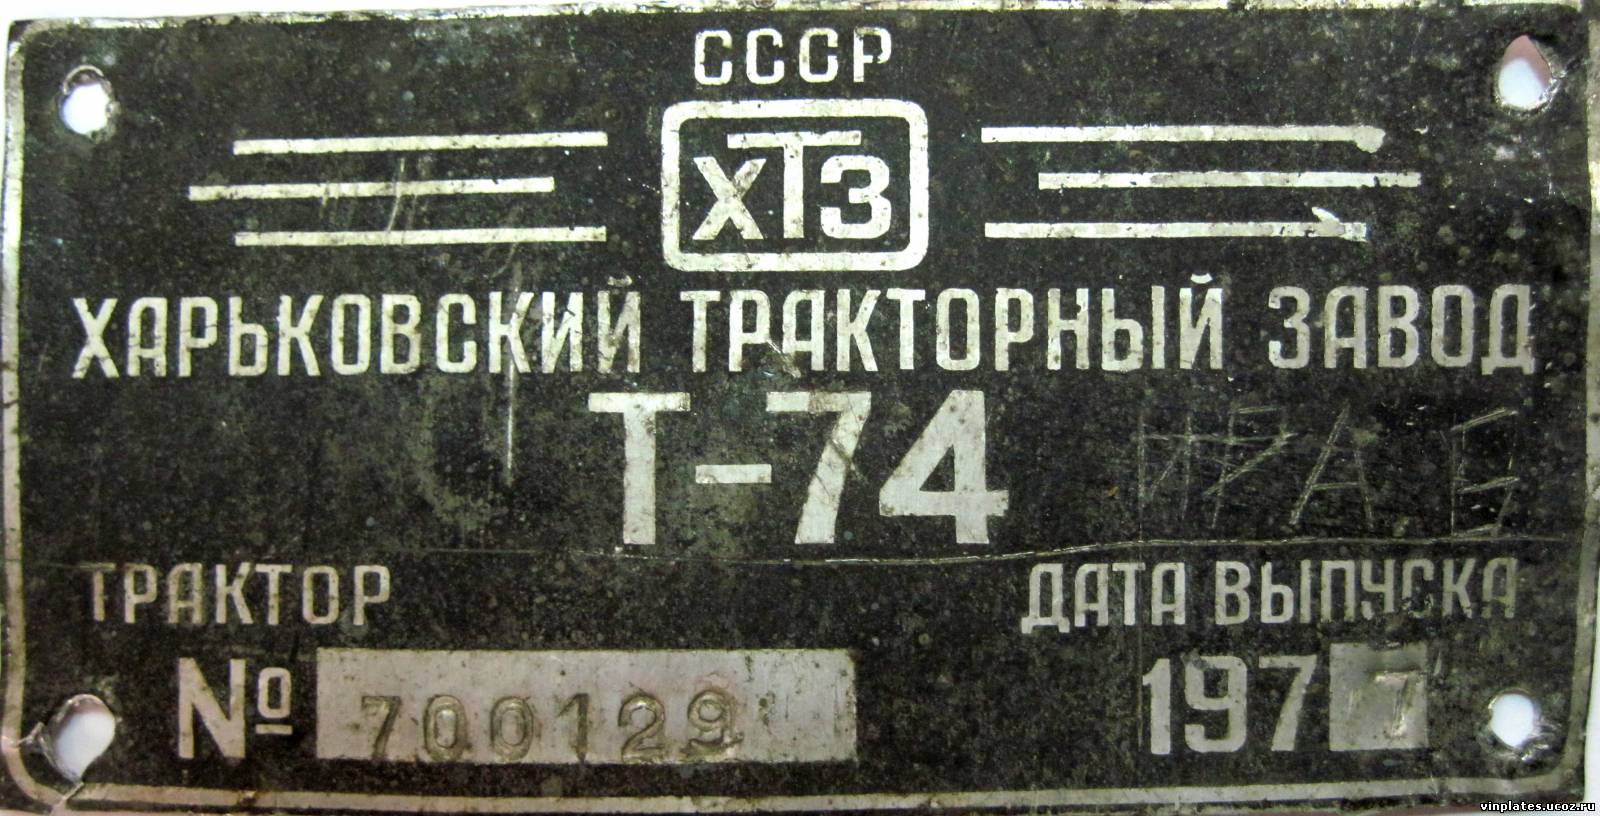 СССР
ХТЗ
ХАРЬКОВСКИЙ ТРАКТОРНЫЙ ЗАВОД
Т-74
ТРАКТОР
ДАТА ВЫПУСКА
№ 700129
1977
vinplates.ucoz.ru